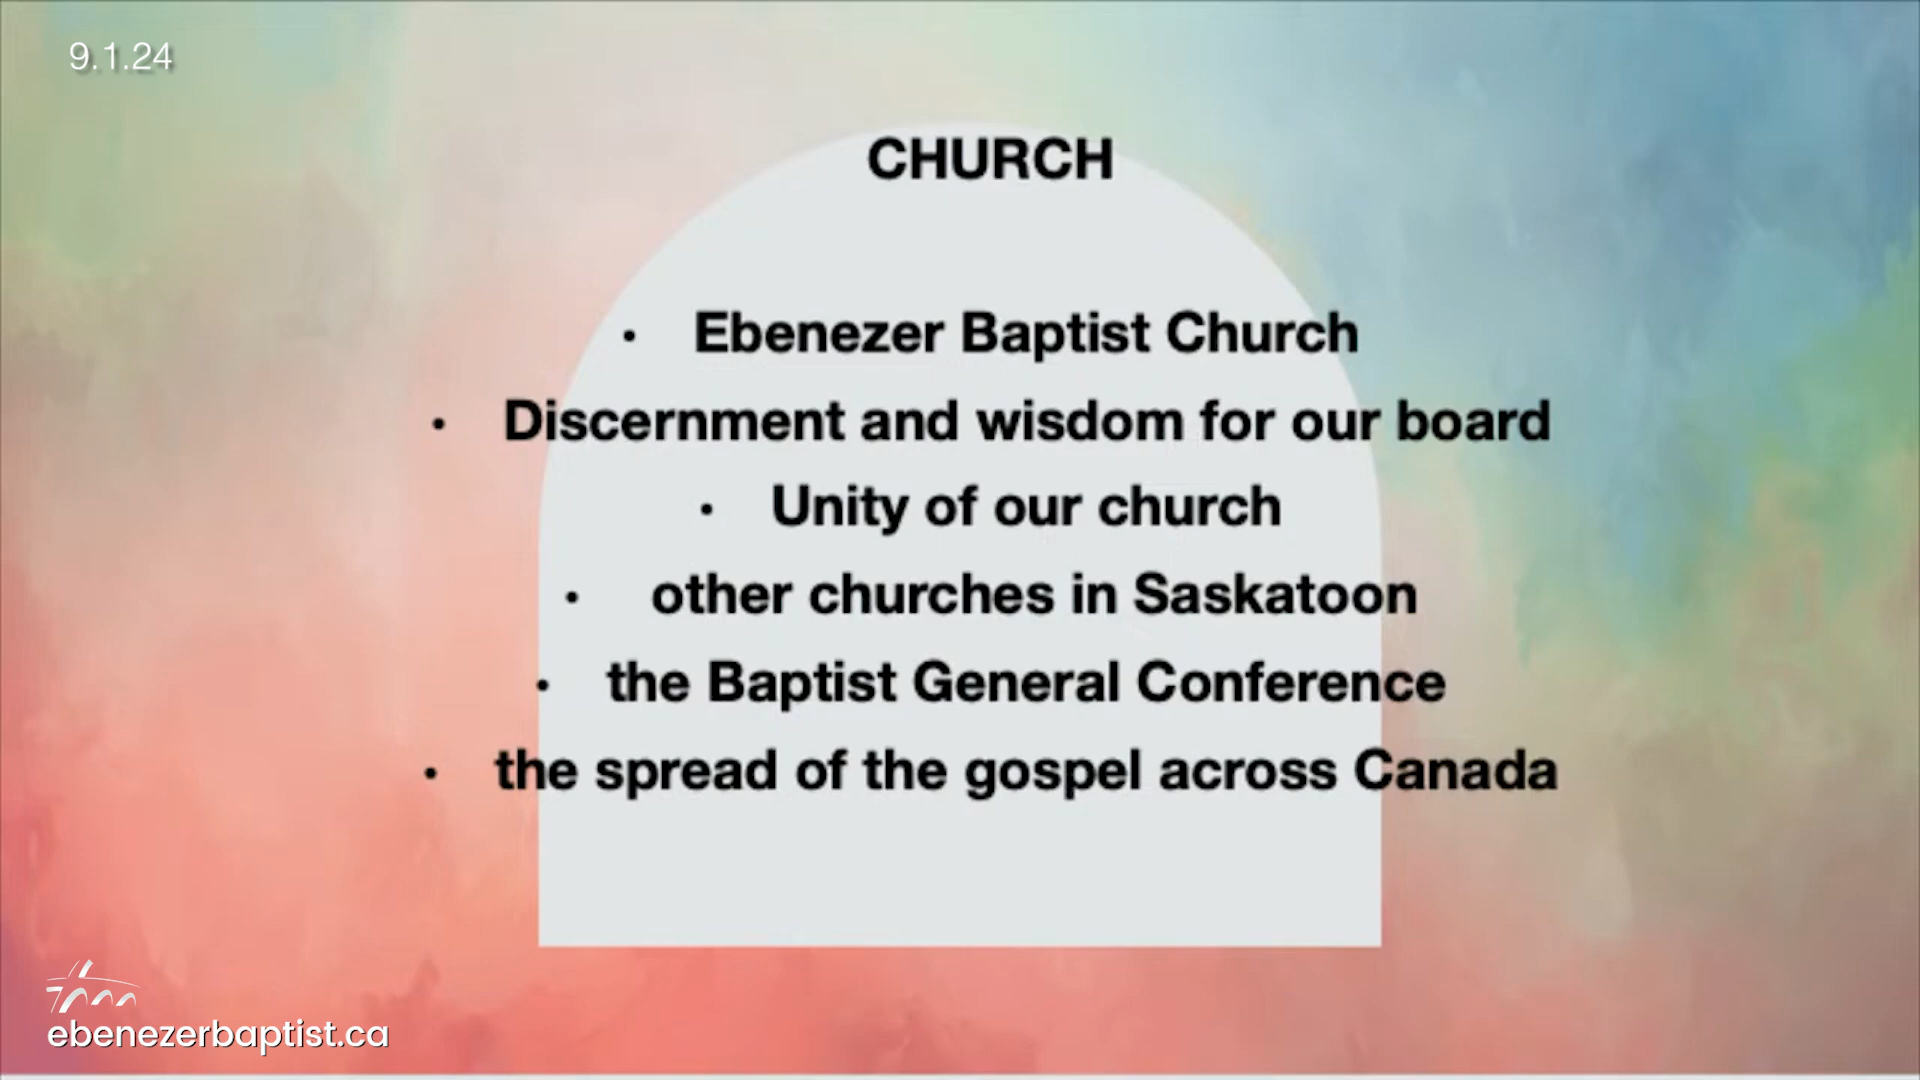 9.1.24
CHURCH
• Ebenezer Baptist Church
• Discernment and wisdom for our board
• Unity of our church
• other churches in Saskatoon
• the Baptist General Conference
• the spread of the gospel across Canada
ebenezerbaptist.ca